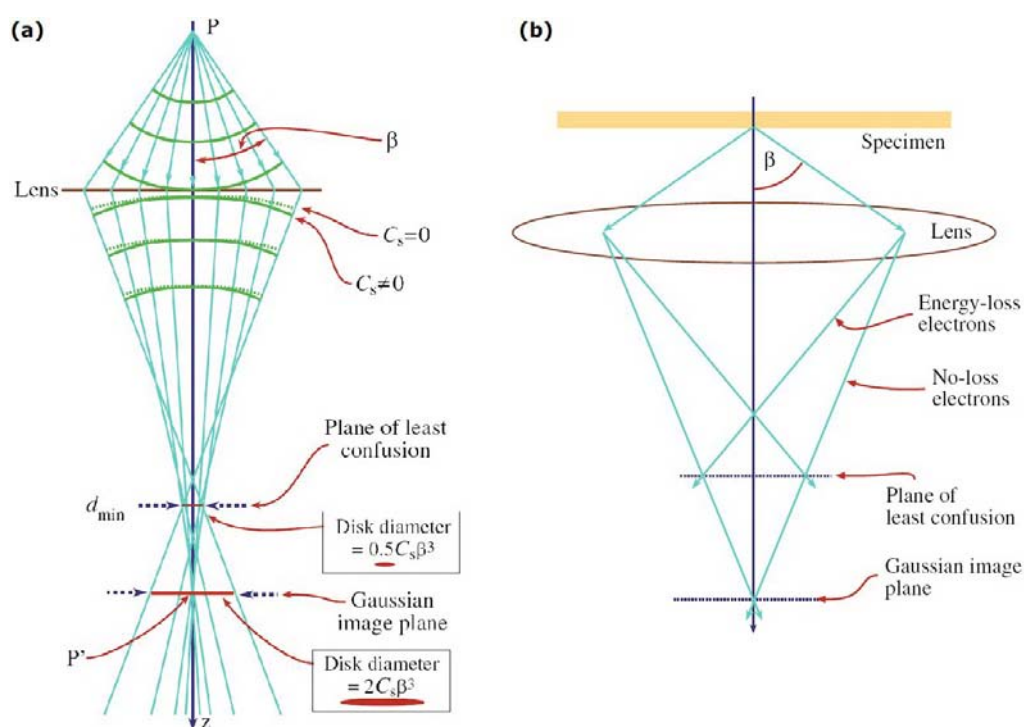 (a)
P
β
Lens
Cs=0
Cs≠0
Plane of least
confusion
dmin
Disk diameter
= 0.5Csβ³
Gaussian
image plane
P'
Disk diameter
= 2Csβ³
z
(b)
Specimen
β
Lens
Energy-loss
electrons
No-loss
electrons
Plane of
least confusion
Gaussian image
plane